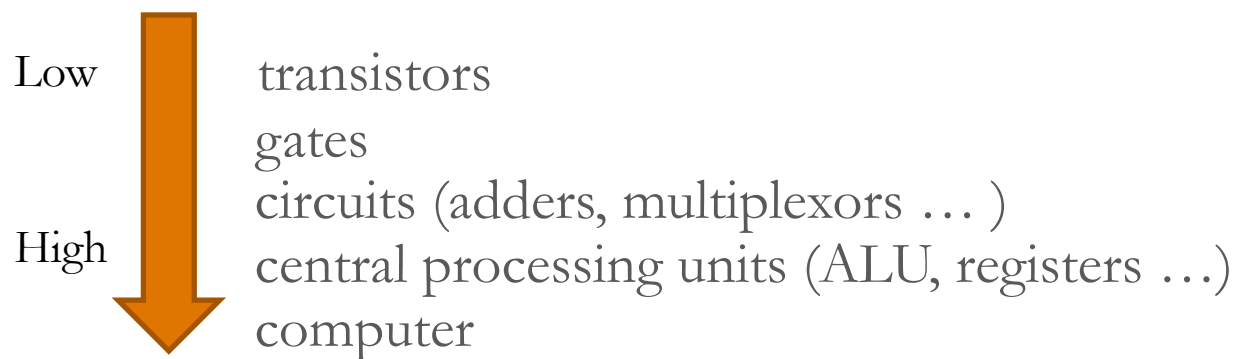 Low
transistors
gates
circuits (adders, multiplexors … )
High
central processing units (ALU, registers …)
computer